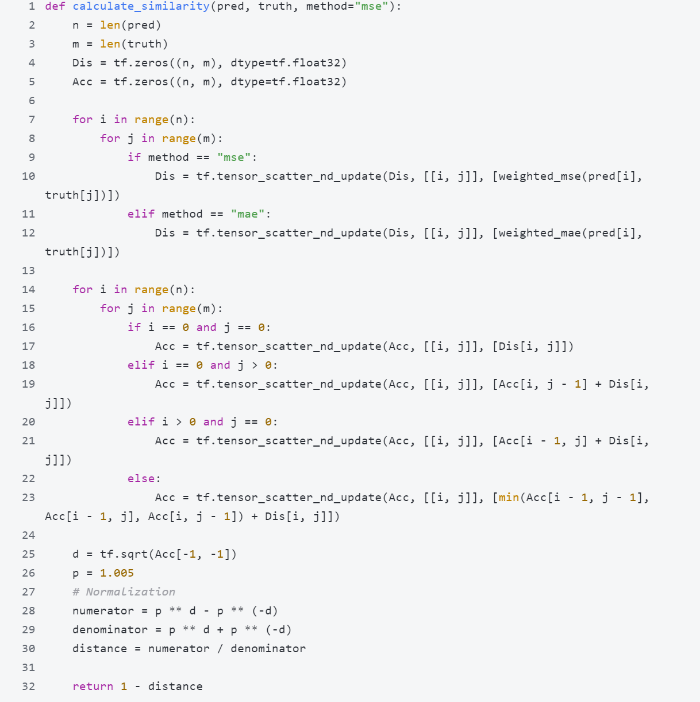 1 def calculate_similarity(pred, truth, method="mse"):
2     n = len(pred)
3     m = len(truth)
4     Dis = tf.zeros((n, m), dtype=tf.float32)
5     Acc = tf.zeros((n, m), dtype=tf.float32)
6
7     for i in range(n):
8         for j in range(m):
9             if method == "mse":
10                 Dis = tf.tensor_scatter_nd_update(Dis, [[i, j]], [weighted_mse(pred[i],
truth[j])])
11             elif method == "mae":
12                 Dis = tf.tensor_scatter_nd_update(Dis, [[i, j]], [weighted_mae(pred[i],
truth[j])])
13
14     for i in range(n):
15         for j in range(m):
16             if i == 0 and j == 0:
17                 Acc = tf.tensor_scatter_nd_update(Acc, [[i, j]], [Dis[i, j]])
18             elif i == 0 and j > 0:
19                 Acc = tf.tensor_scatter_nd_update(Acc, [[i, j]], [Acc[i, j - 1] + Dis[i,
j]])
20             elif i > 0 and j == 0:
21                 Acc = tf.tensor_scatter_nd_update(Acc, [[i, j]], [Acc[i - 1, j] + Dis[i,
j]])
22             else:
23                 Acc = tf.tensor_scatter_nd_update(Acc, [[i, j]], [min(Acc[i - 1, j - 1],
Acc[i - 1, j], Acc[i, j - 1]) + Dis[i, j]])
24
25     d = tf.sqrt(Acc[-1, -1])
26     p = 1.005
27     # Normalization
28     numerator = p ** d - p ** (-d)
29     denominator = p ** d + p ** (-d)
30     distance = numerator / denominator
31
32     return 1 - distance